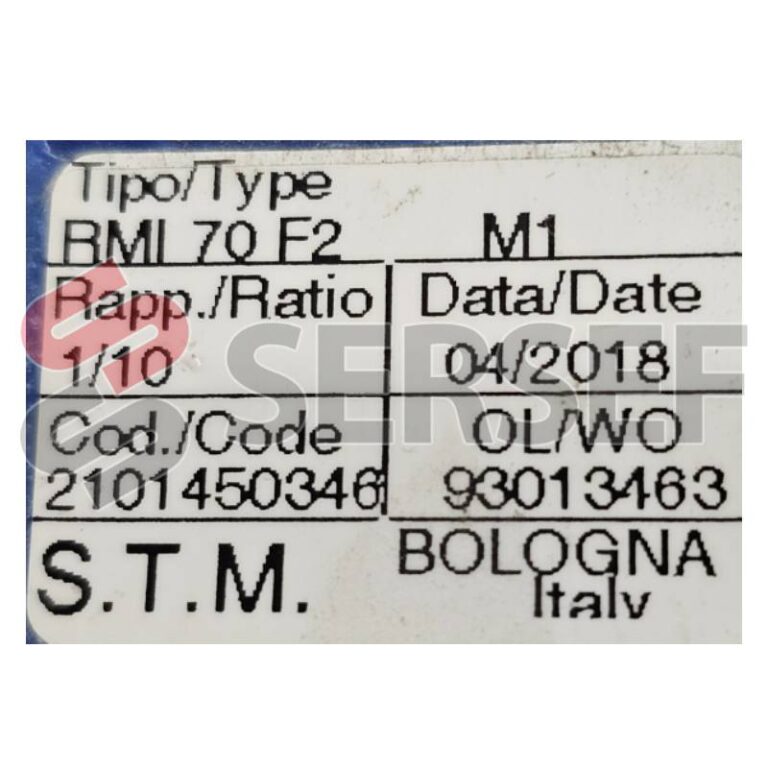 Tipo/Type
RMI 70 F2 M1
Rapp./Ratio Data/Date
1/10 04/2018
SERSEF
Cod./Code OL/WO
2101450346 93013463
S.T.M. BOLOGNA
Italy